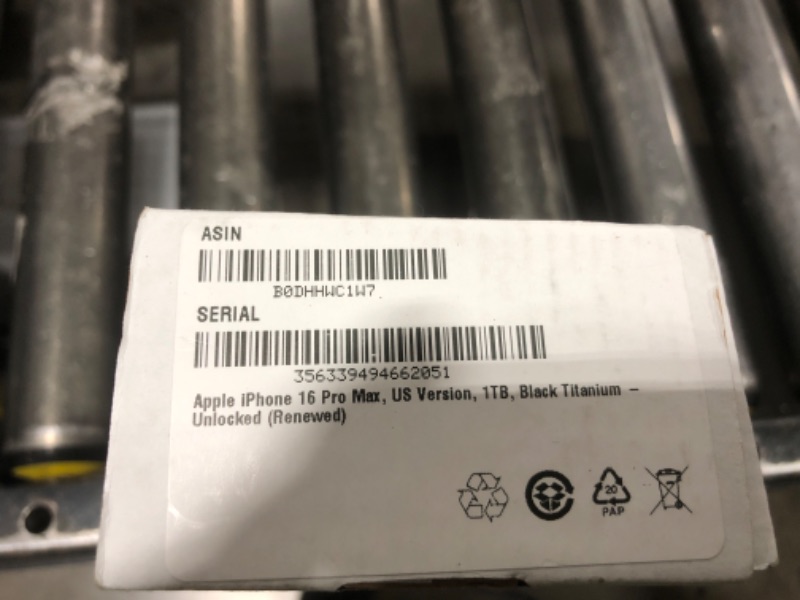 ASIN
B0DHHWC1W7
SERIAL
356339494662051
Apple iPhone 16 Pro Max, US Version, 1TB, Black Titanium –
Unlocked (Renewed)
20
PAP